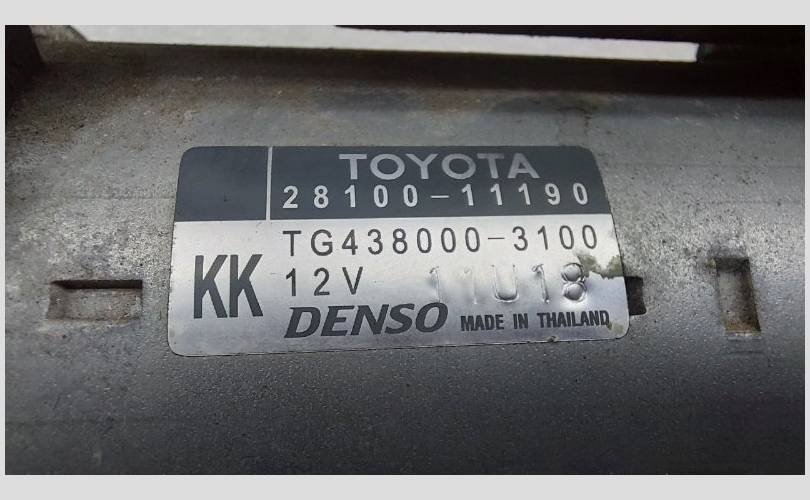 TOYOTA
28100-11190
TG438000-3100
KK
12V 11U18
DENSO MADE IN THAILAND